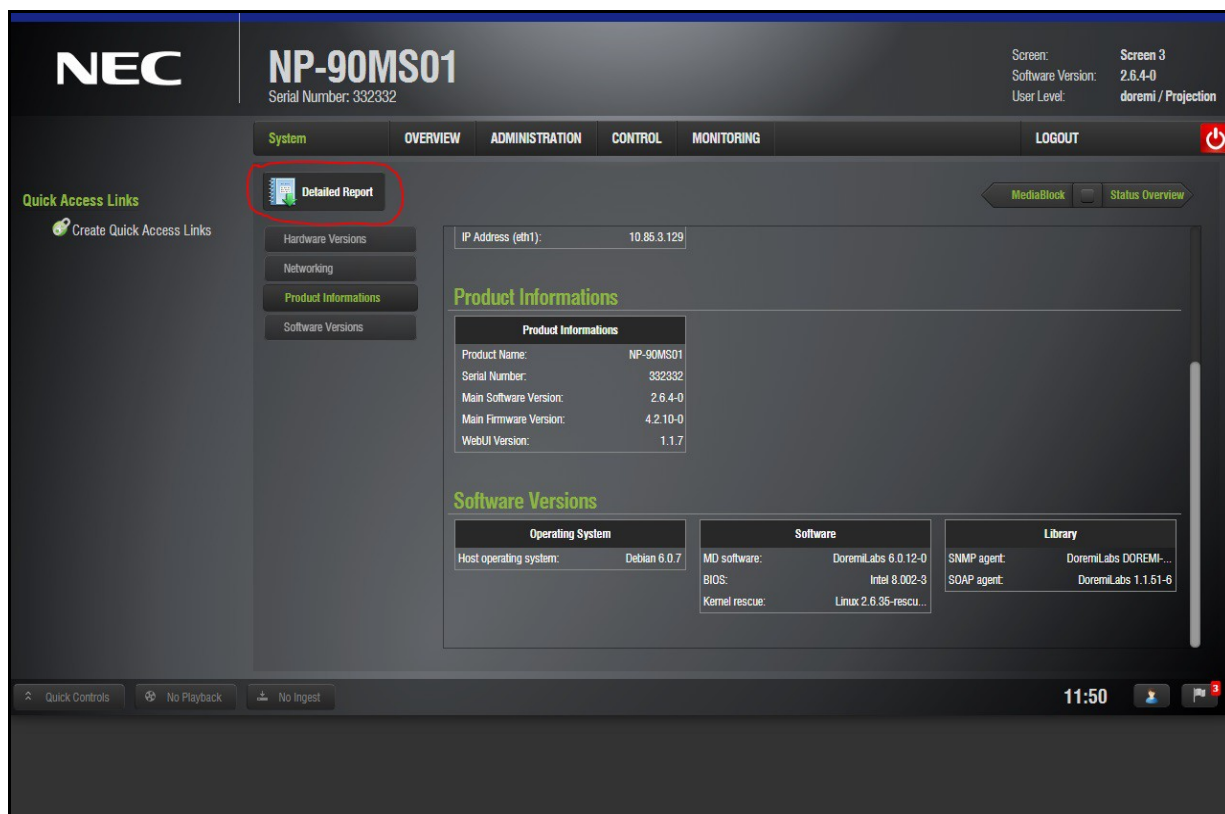 NEC
NP-90MS01
Serial Number: 332332
Screen: Screen 3
Software Version: 2.6.4-0
User Level: doremi / Projection
System OVERVIEW ADMINISTRATION CONTROL MONITORING LOGOUT
Quick Access Links
Create Quick Access Links
Detailed Report
MediaBlock Status Overview
Hardware Versions
Networking
Product Informations
Software Versions
IP Address (eth1): 10.85.3.129
Product Informations
Product Informations
Product Name: NP-90MS01
Serial Number: 332332
Main Software Version: 2.6.4-0
Main Firmware Version: 4.2.10-0
WebUI Version: 1.1.7
Software Versions
Operating System
Host operating system: Debian 6.0.7
Software
MD software: DoremiLabs 6.0.12-0
BIOS: Intel 8.002-3
Kernel rescue: Linux 2.6.35-rescu...
Library
SNMP agent: DoremiLabs DOREMI-...
SOAP agent: DoremiLabs 1.1.51-6
Quick Controls No Playback No Ingest 11:50 3